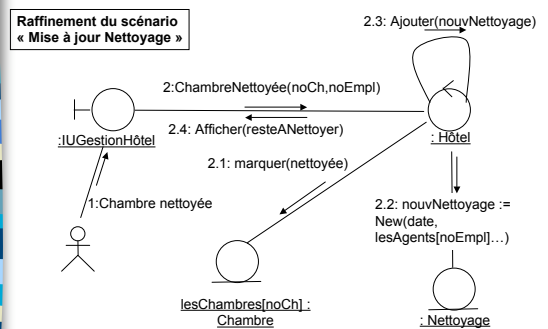 Raffinement du scénario
« Mise à jour Nettoyage »
2.3: Ajouter(nouvNettoyage)
2:ChambreNettoyée(noCh,noEmpl)
:IUGestionHôtel
2.4: Afficher(resteANettoyer)
: Hôtel
2.1: marquer(nettoyée)
1:Chambre nettoyée
2.2: nouvNettoyage :=
New(date,
lesAgents[noEmpl]…)
lesChambres[noCh] :
Chambre
: Nettoyage